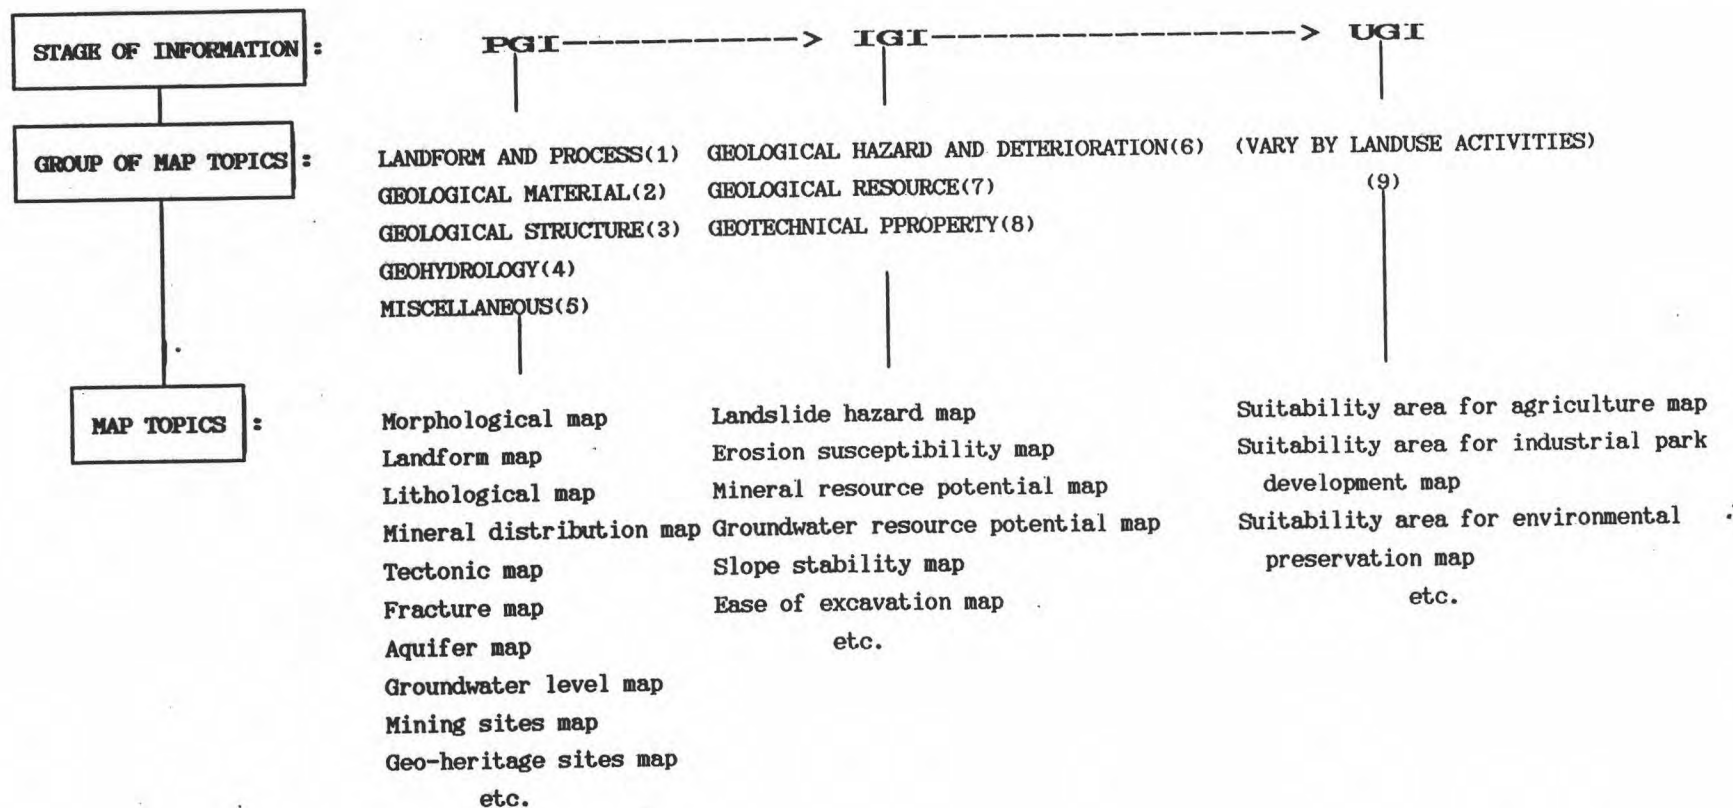 STAGE OF INFORMATION :
PGI--------------> IGI--------------------> UGI
GROUP OF MAP TOPICS :
LANDFORM AND PROCESS(1)
GEOLOGICAL MATERIAL(2)
GEOLOGICAL STRUCTURE(3)
GEOHYDROLOGY(4)
MISCELLANEOUS(5)
GEOLOGICAL HAZARD AND DETERIORATION(6)
GEOLOGICAL RESOURCE(7)
GEOTECHNICAL PPROPERTY(8)
(VARY BY LANDUSE ACTIVITIES)
(9)
MAP TOPICS :
Morphological map
Landform map
Lithological map
Mineral distribution map
Tectonic map
Fracture map
Aquifer map
Groundwater level map
Mining sites map
Geo-heritage sites map
etc.
Landslide hazard map
Erosion susceptibility map
Mineral resource potential map
Groundwater resource potential map
Slope stability map
Ease of excavation map
etc.
Suitability area for agriculture map
Suitability area for industrial park
development map
Suitability area for environmental
preservation map
etc.